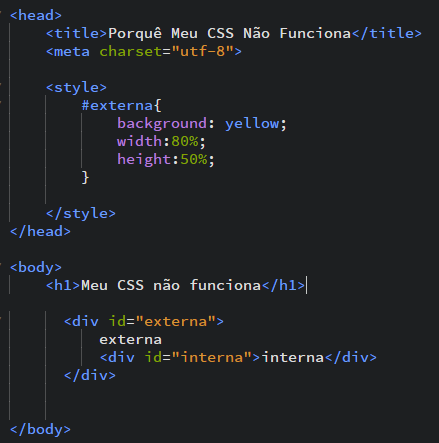 <head>
<title>Porquê Meu CSS Não Funciona</title>
<meta charset="utf-8">
<style>
#externa{
background: yellow;
width:80%;
height:50%;
}
</style>
</head>
<body>
<h1>Meu CSS não funciona</h1>
<div id="externa">
externa
<div id="interna">interna</div>
</div>
</body>